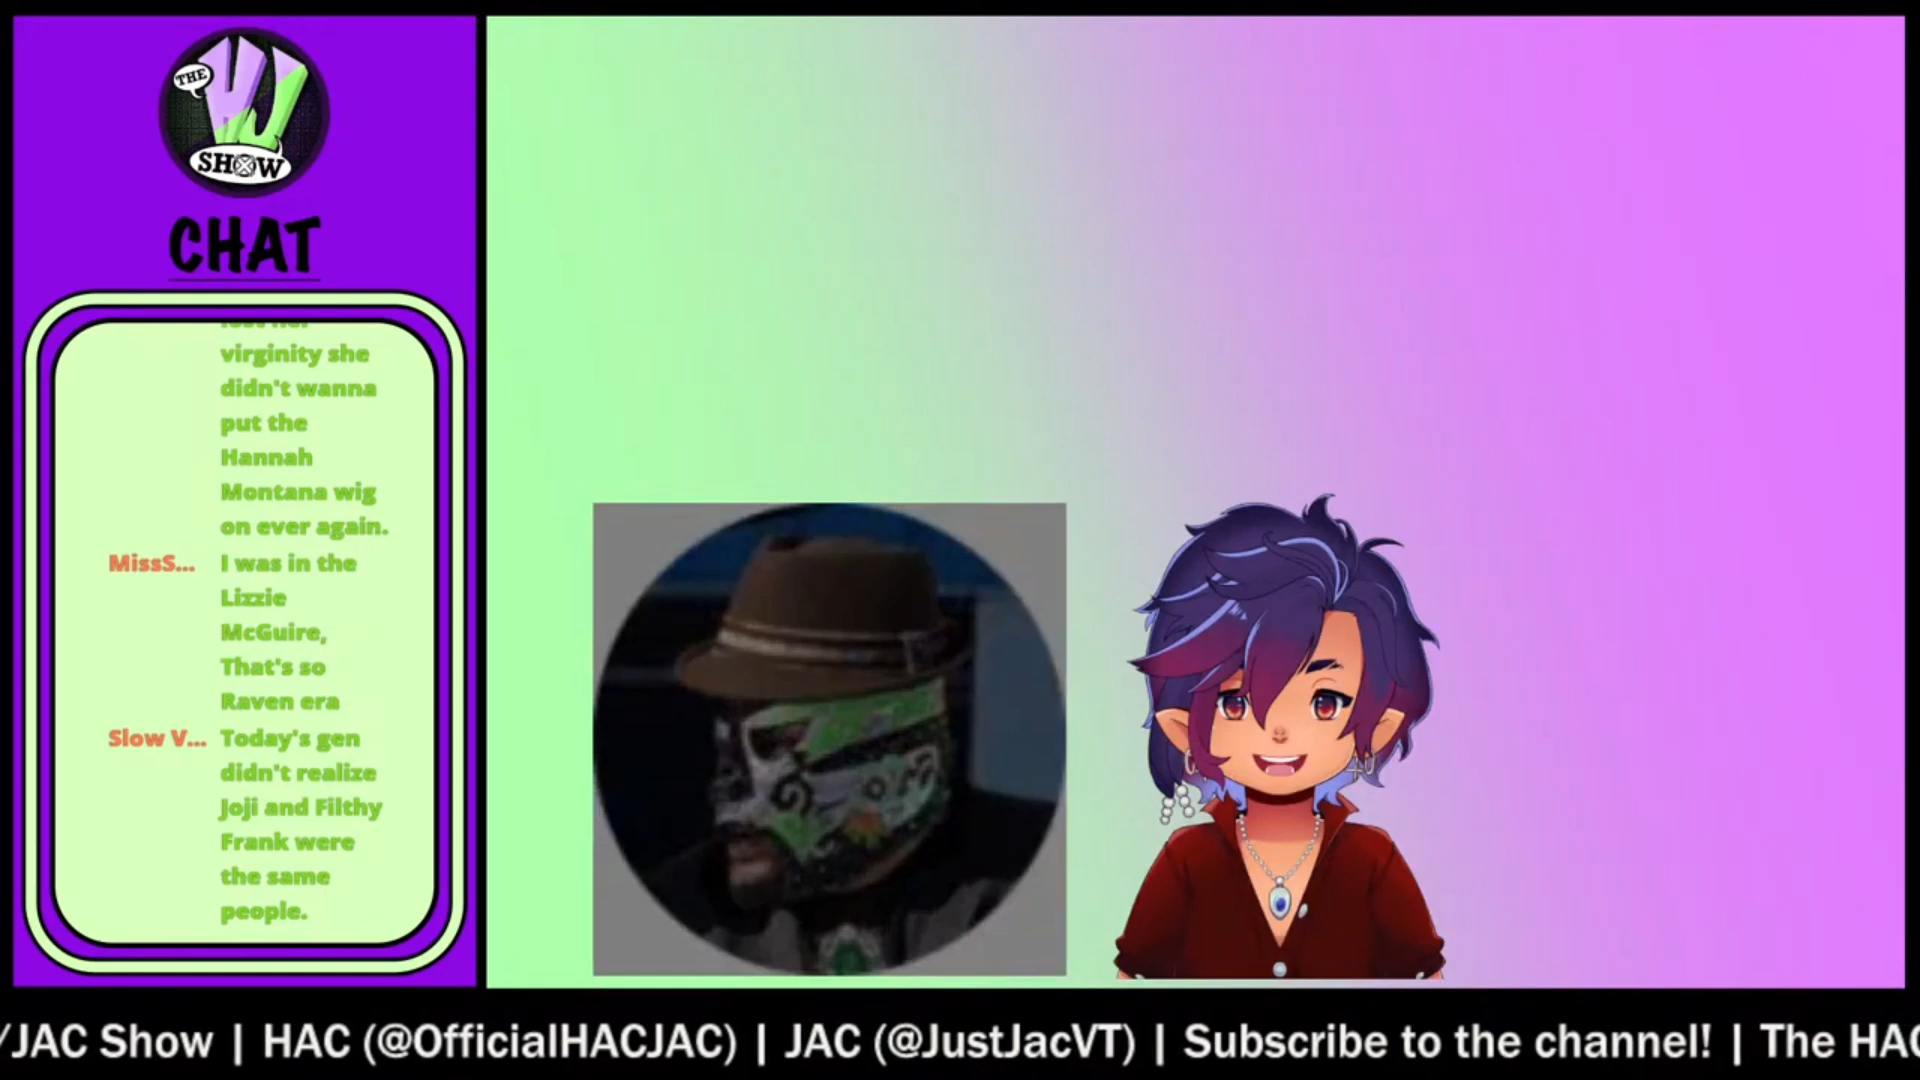 THE
HJ
SHOW
CHAT
virginity she
didn't wanna
put the
Hannah
Montana wig
on ever again.
MissS... I was in the
Lizzie
McGuire,
That's so
Raven era
Slow V... Today's gen
didn't realize
Joji and Filthy
Frank were
the same
people.
/JAC Show | HAC (@OfficialHACJAC) | JAC (@JustJacVT) | Subscribe to the channel! | The HAC